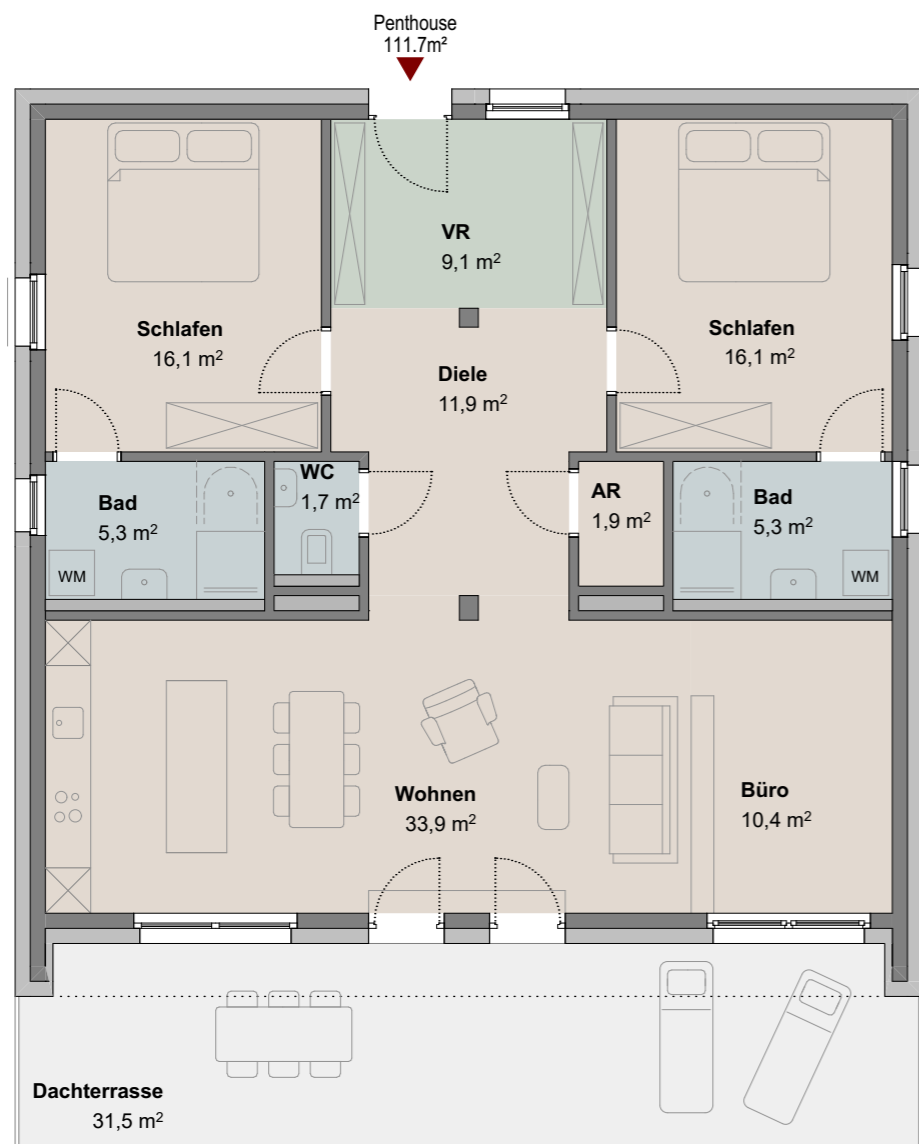 Penthouse
111.7m²
VR
9,1 m²
Schlafen
16,1 m²
Schlafen
16,1 m²
Diele
11,9 m²
WC
1,7 m²
AR
1,9 m²
Bad
5,3 m²
Bad
5,3 m²
WM
WM
Wohnen
33,9 m²
Büro
10,4 m²
Dachterrasse
31,5 m²